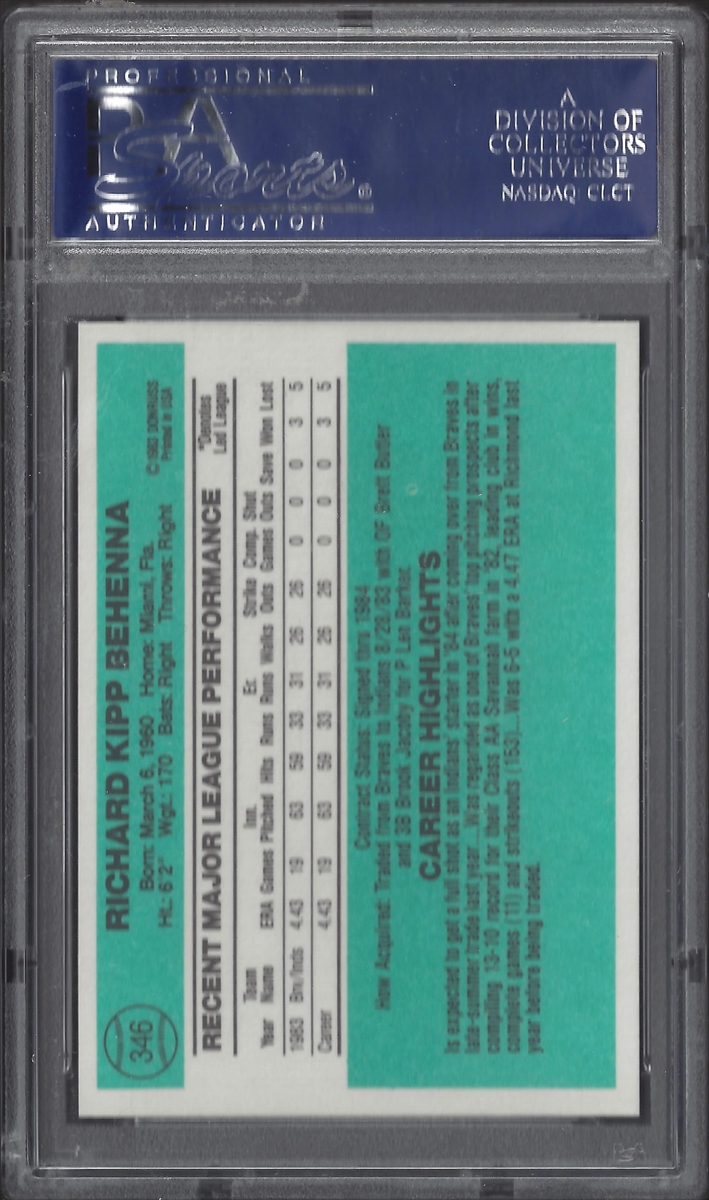 PROFESSIONAL
PSA
Sports®
AUTHENTICATOR
A
DIVISION OF
COLLECTORS
UNIVERSE
NASDAQ: CLCT
346
RICHARD KIPP BEHENNA
Born: March 6, 1960 Home: Miami, Fla.
Ht.: 6' 2" Wgt.: 170 Bats: Right Throws: Right
© 1983 DONRUSS
Printed in USA
RECENT MAJOR LEAGUE PERFORMANCE
*Denotes
Led League
Team Inn. Er. Strike Comp. Shut
Year Name ERA Games Pitched Hits Runs Runs Walks Outs Games Outs Save Won Lost
1983 Brv/Inds 4.43 19 63 59 33 31 26 26 0 0 0 3 5
Career 4.43 19 63 59 33 31 26 26 0 0 0 3 5
Contract Status: Signed thru 1984
How Acquired: Traded from Braves to Indians 8/28/83 with OF Brett Butler
and 3B Brook Jacoby for P Len Barker.
CAREER HIGHLIGHTS
Is expected to get a full shot as an Indians' starter in '84 after coming over from Braves in
late-summer trade last year...Was regarded as one of Braves' top pitching prospects after
compiling 13-10 record for their Class AA Savannah farm in '82, leading club in wins,
complete games (11) and strikeouts (153)...Was 6-5 with a 4.47 ERA at Richmond last
year before being traded.
PSA